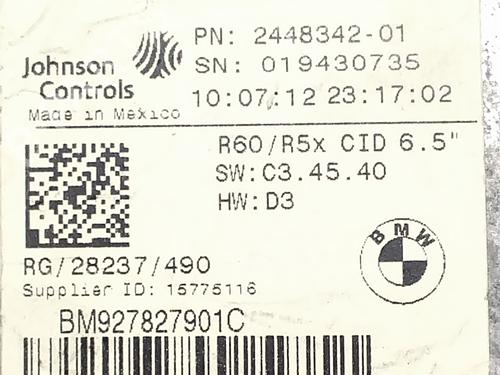 Johnson
Controls
Made in Mexico
PN: 2448342-01
SN: 019430735
10:07:12 23:17:02
R60/R5x CID 6.5"
SW:C3.45.40
HW:D3
BMW
RG/28237/490
Supplier ID: 15775116
BM927827901C